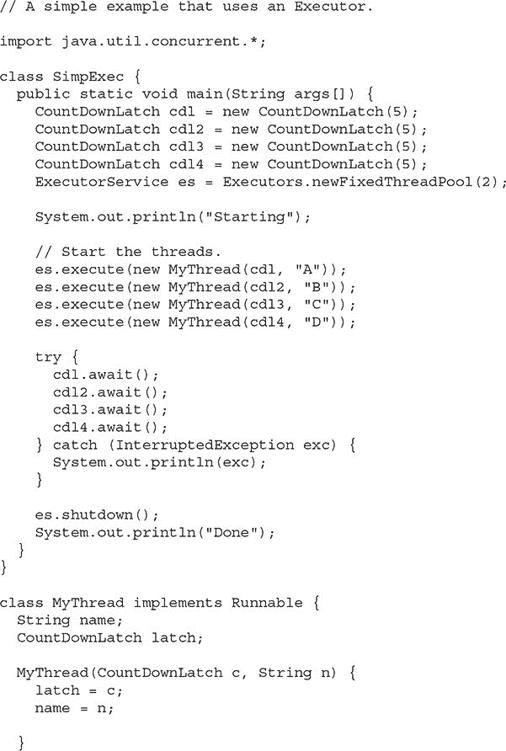 // A simple example that uses an Executor.
import java.util.concurrent.*;
class SimpExec {
public static void main(String args[]) {
CountDownLatch cdl = new CountDownLatch(5);
CountDownLatch cdl2 = new CountDownLatch(5);
CountDownLatch cdl3 = new CountDownLatch(5);
CountDownLatch cdl4 = new CountDownLatch(5);
ExecutorService es = Executors.newFixedThreadPool(2);
System.out.println("Starting");
// Start the threads.
es.execute(new MyThread(cdl, "A"));
es.execute(new MyThread(cdl2, "B"));
es.execute(new MyThread(cdl3, "C"));
es.execute(new MyThread(cdl4, "D"));
try {
cdl.await();
cdl2.await();
cdl3.await();
cdl4.await();
} catch (InterruptedException exc) {
System.out.println(exc);
}
es.shutdown();
System.out.println("Done");
}
}
class MyThread implements Runnable {
String name;
CountDownLatch latch;
MyThread(CountDownLatch c, String n) {
latch = c;
name = n;
}